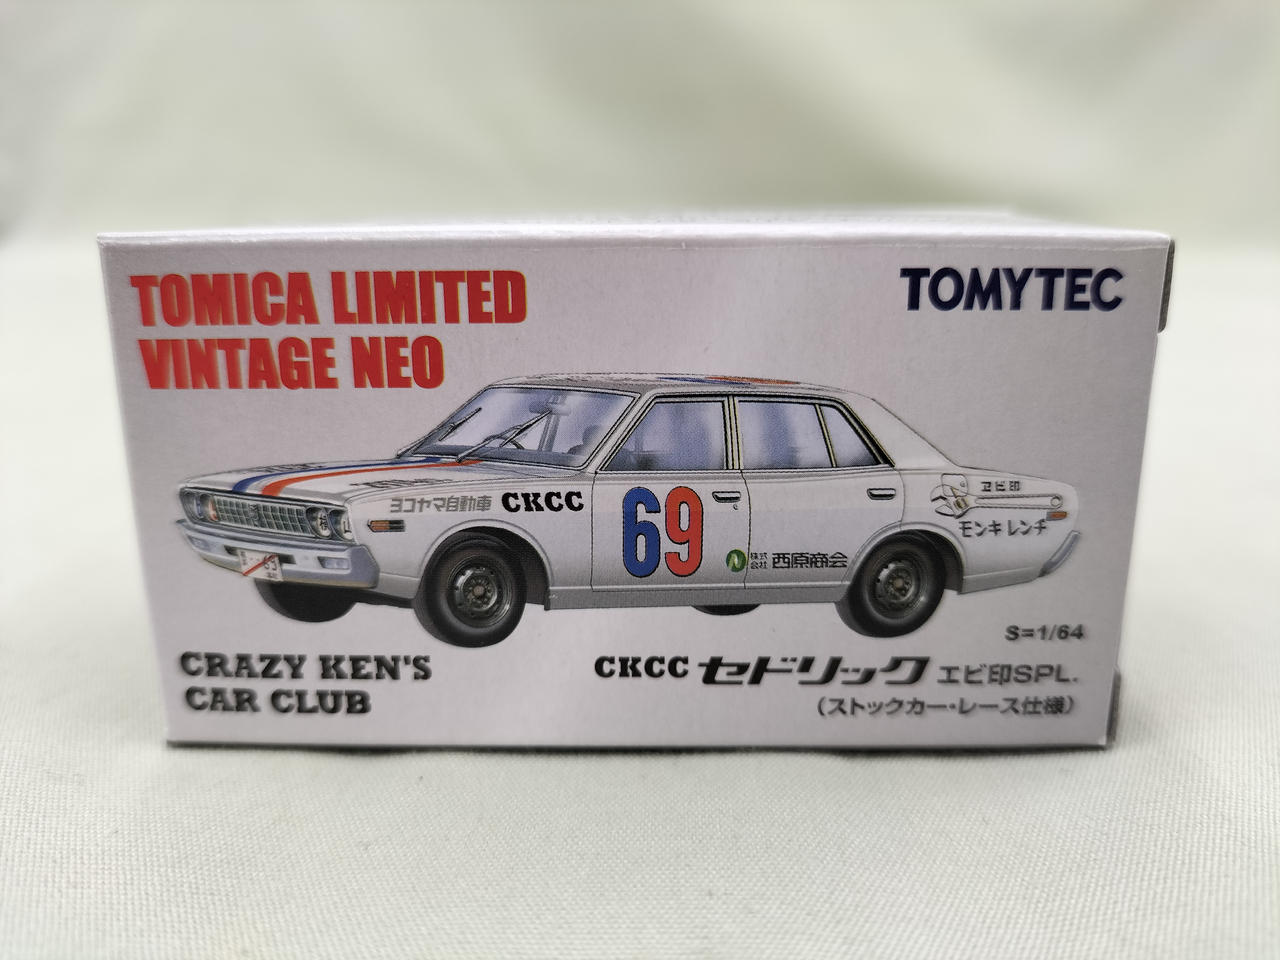 TOMICA LIMITED
VINTAGE NEO
TOMYTEC
ヨコヤマ自動車 CKCC
69
株式
会社 西原商会
エビ印
モンキレンチ
S=1/64
CRAZY KEN'S
CAR CLUB
CKCC セドリック エビ印SPL.
(ストックカー・レース仕様)